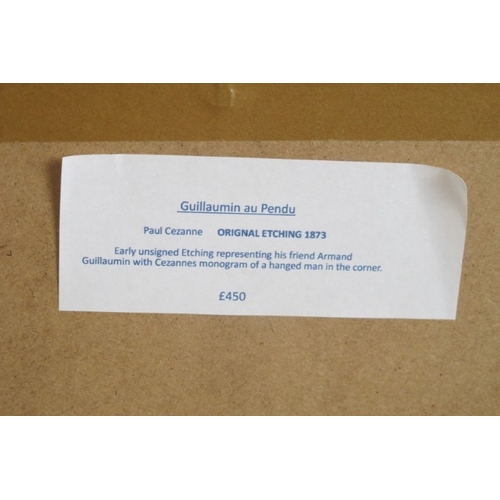 Guillaumin au Pendu
Paul Cezanne ORIGNAL ETCHING 1873
Early unsigned Etching representing his friend Armand
Guillaumin with Cezannes monogram of a hanged man in the corner.
£450